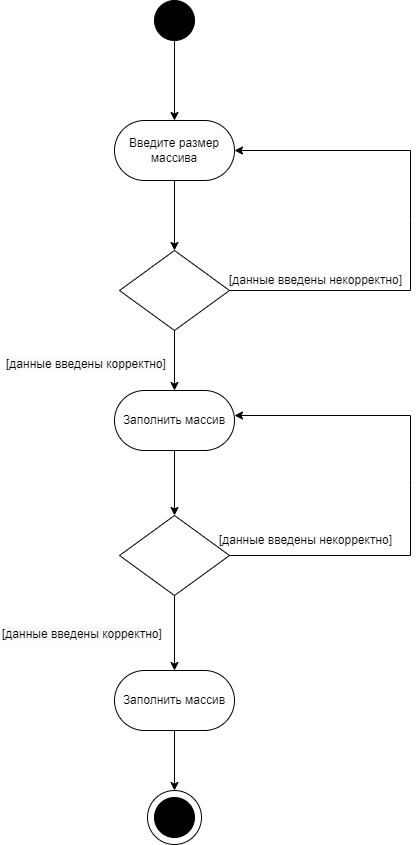 Введите размер
массива
[данные введены некорректно]
[данные введены корректно]
Заполнить массив
[данные введены некорректно]
[данные введены корректно]
Заполнить массив